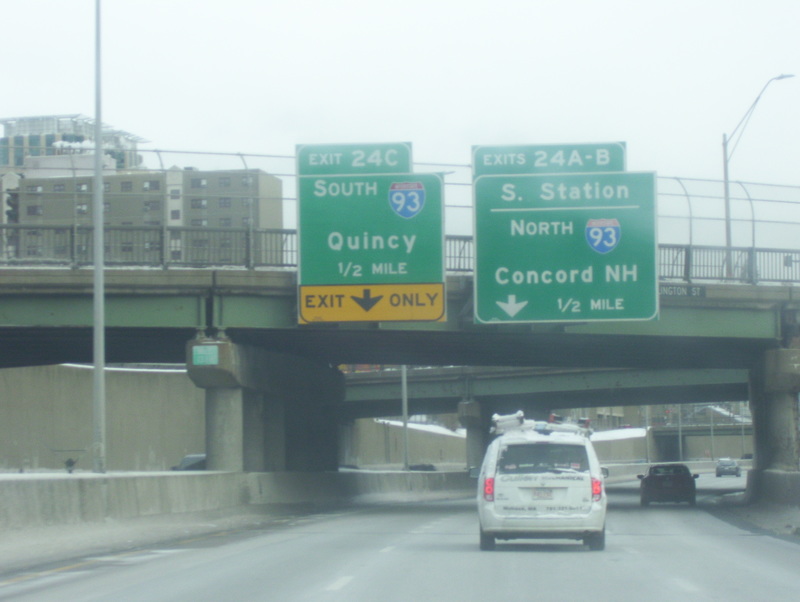 EXIT 24C
SOUTH 93
Quincy
1/2 MILE
EXIT ONLY
EXITS 24A-B
S. Station
NORTH 93
Concord NH
1/2 MILE